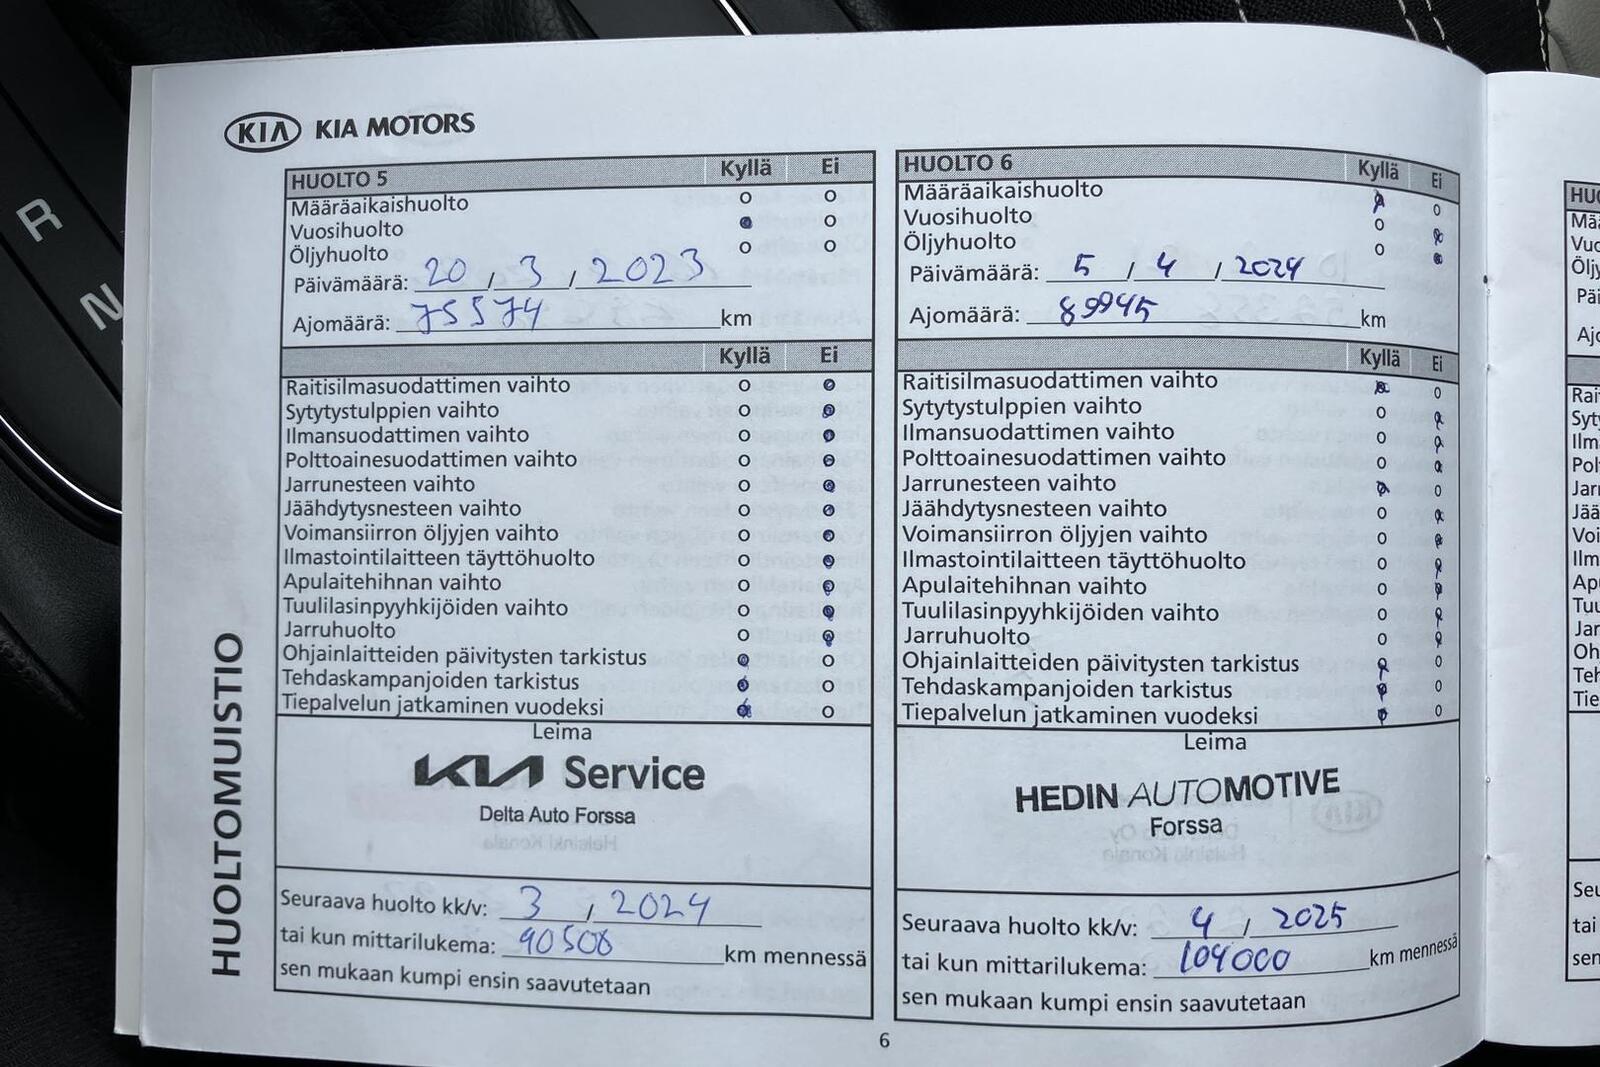 KIA KIA MOTORS
HUOLTO 5 Kyllä Ei
Määräaikaishuolto
Vuosihuolto
Öljyhuolto
Päivämäärä: 20 / 3 / 2023
Ajomäärä: 75574 km
Kyllä Ei
Raitisilmasuodattimen vaihto
Sytytystulppien vaihto
Ilmansuodattimen vaihto
Polttoainesuodattimen vaihto
Jarrunesteen vaihto
Jäähdytysnesteen vaihto
Voimansiirron öljyjen vaihto
Ilmastointilaitteen täyttöhuolto
Apulaitehihnan vaihto
Tuulilasinpyyhkijöiden vaihto
Jarruhuolto
Ohjainlaitteiden päivitysten tarkistus
Tehdaskampanjoiden tarkistus
Tiepalvelun jatkaminen vuodeksi
Leima
KIA Service
Delta Auto Forssa
Seuraava huolto kk/v: 3 / 2024
tai kun mittarilukema: 90500 km mennessä
sen mukaan kumpi ensin saavutetaan
HUOLTO 6 Kyllä Ei
Määräaikaishuolto
Vuosihuolto
Öljyhuolto
Päivämäärä: 5 / 4 / 2024
Ajomäärä: 89945 km
Kyllä Ei
Raitisilmasuodattimen vaihto
Sytytystulppien vaihto
Ilmansuodattimen vaihto
Polttoainesuodattimen vaihto
Jarrunesteen vaihto
Jäähdytysnesteen vaihto
Voimansiirron öljyjen vaihto
Ilmastointilaitteen täyttöhuolto
Apulaitehihnan vaihto
Tuulilasinpyyhkijöiden vaihto
Jarruhuolto
Ohjainlaitteiden päivitysten tarkistus
Tehdaskampanjoiden tarkistus
Tiepalvelun jatkaminen vuodeksi
Leima
HEDIN AUTOMOTIVE
Forssa
Seuraava huolto kk/v: 4 / 2025
tai kun mittarilukema: 104000 km mennessä
sen mukaan kumpi ensin saavutetaan
HUOLTOMUISTIO
6
R
N